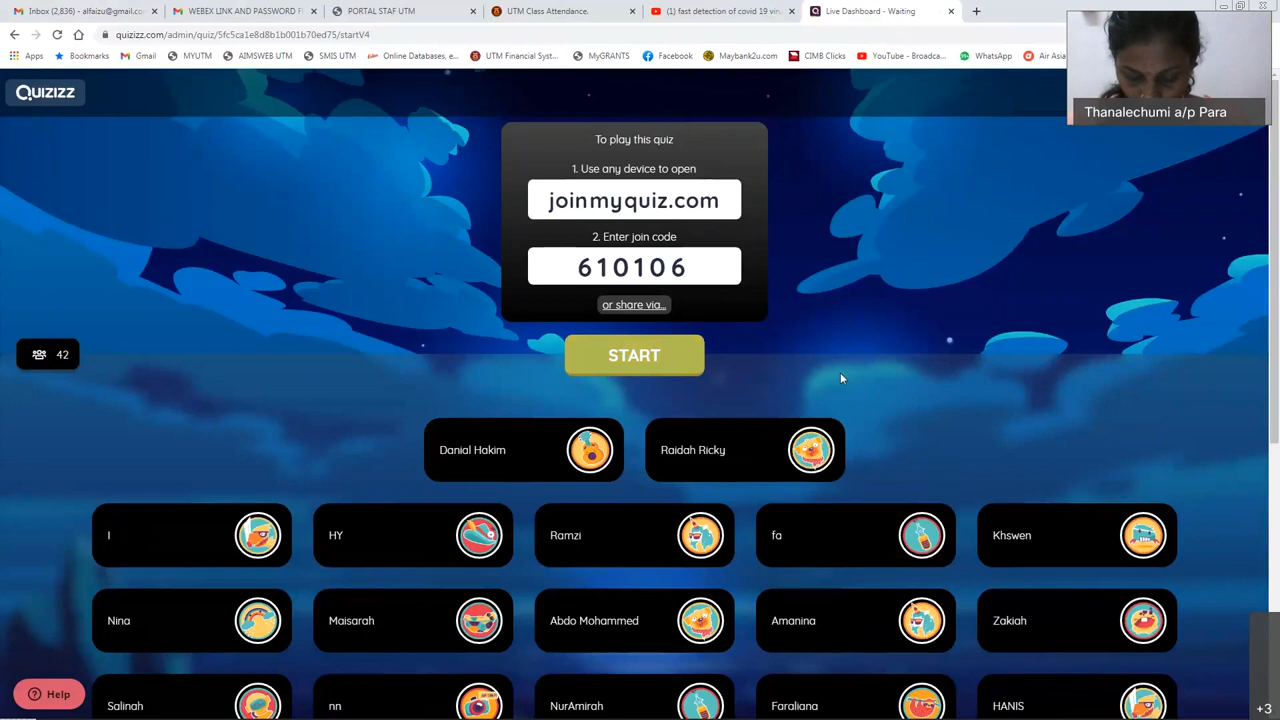 Inbox (2,836) - alfaizu@gmail.com
WEBEX LINK AND PASSWORD F
PORTAL STAF UTM
UTM Class Attendance.
(1) fast detection of covid 19 viru
Live Dashboard - Waiting
quizizz.com/admin/quiz/5fc5ca1e8d8b1b001b70ed75/startV4
Apps
Bookmarks
Gmail
MYUTM
AIMSWEB UTM
SMIS UTM
Online Databases, e...
UTM Financial Syst...
MyGRANTS
Facebook
Maybank2u.com
CIMB Clicks
YouTube - Broadca...
WhatsApp
Air Asia
Thanalechumi a/p Para
QUIZIZZ
To play this quiz
1. Use any device to open
joinmyquiz.com
2. Enter join code
610106
or share via...
42
START
Danial Hakim
Raidah Ricky
I
HY
Ramzi
fa
Khswen
Nina
Maisarah
Abdo Mohammed
Amanina
Zakiah
Help
Salinah
nn
NurAmirah
Faraliana
HANIS
+3